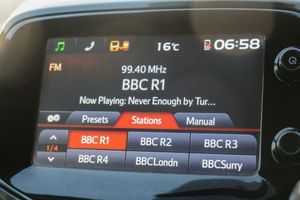 16°C 06:58
FM
99.40 MHz
BBC R1
Now Playing: Never Enough by Tur...
Presets Stations Manual
BBC R1 BBC R2 BBC R3
1/4
BBC R4 BBCLondn BBCSurry